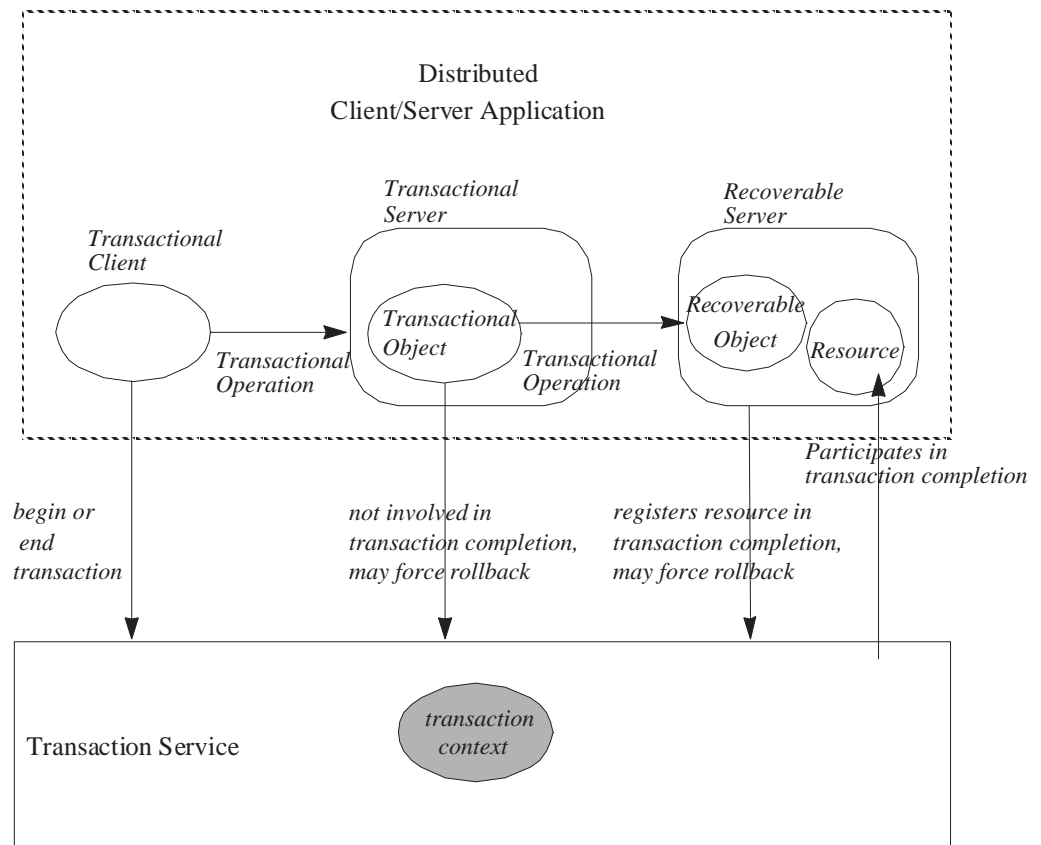 Distributed
Client/Server Application
Transactional
Server
Recoverable
Server
Transactional
Client
Transactional
Object
Recoverable
Object
Resource
Transactional
Operation
Transactional
Operation
Participates in
transaction completion
begin or
end
transaction
not involved in
transaction completion,
may force rollback
registers resource in
transaction completion,
may force rollback
transaction
context
Transaction Service